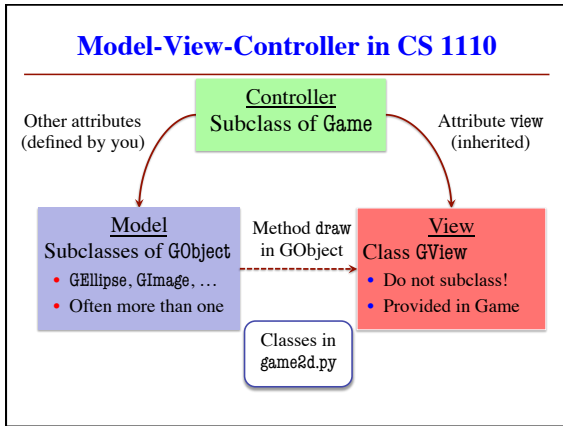 Model-View-Controller in CS 1110
Controller
Subclass of Game
Other attributes
(defined by you)
Attribute view
(inherited)
Model
Subclasses of GObject
• GEllipse, GImage, …
• Often more than one
Method draw
in GObject
View
Class GView
• Do not subclass!
• Provided in Game
Classes in
game2d.py